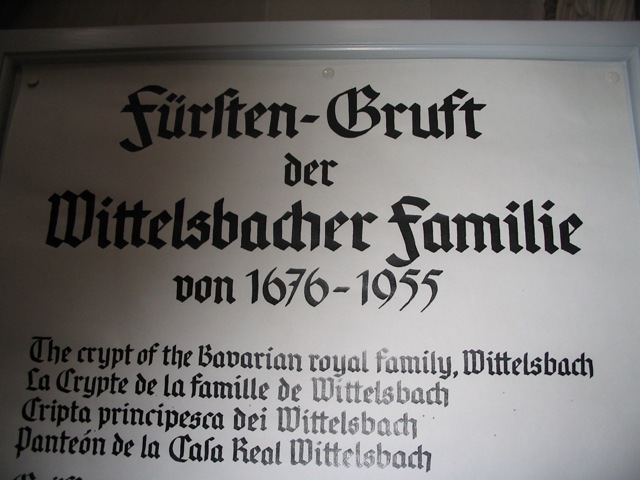 Fürſten-Gruft
der
Wittelsbacher Familie
von 1676-1955
The crypt of the Bavarian royal family, Wittelsbach
La Crypte de la famille de Wittelsbach
Cripta principesca dei Wittelsbach
Panteón de la Caſa Real Wittelsbach